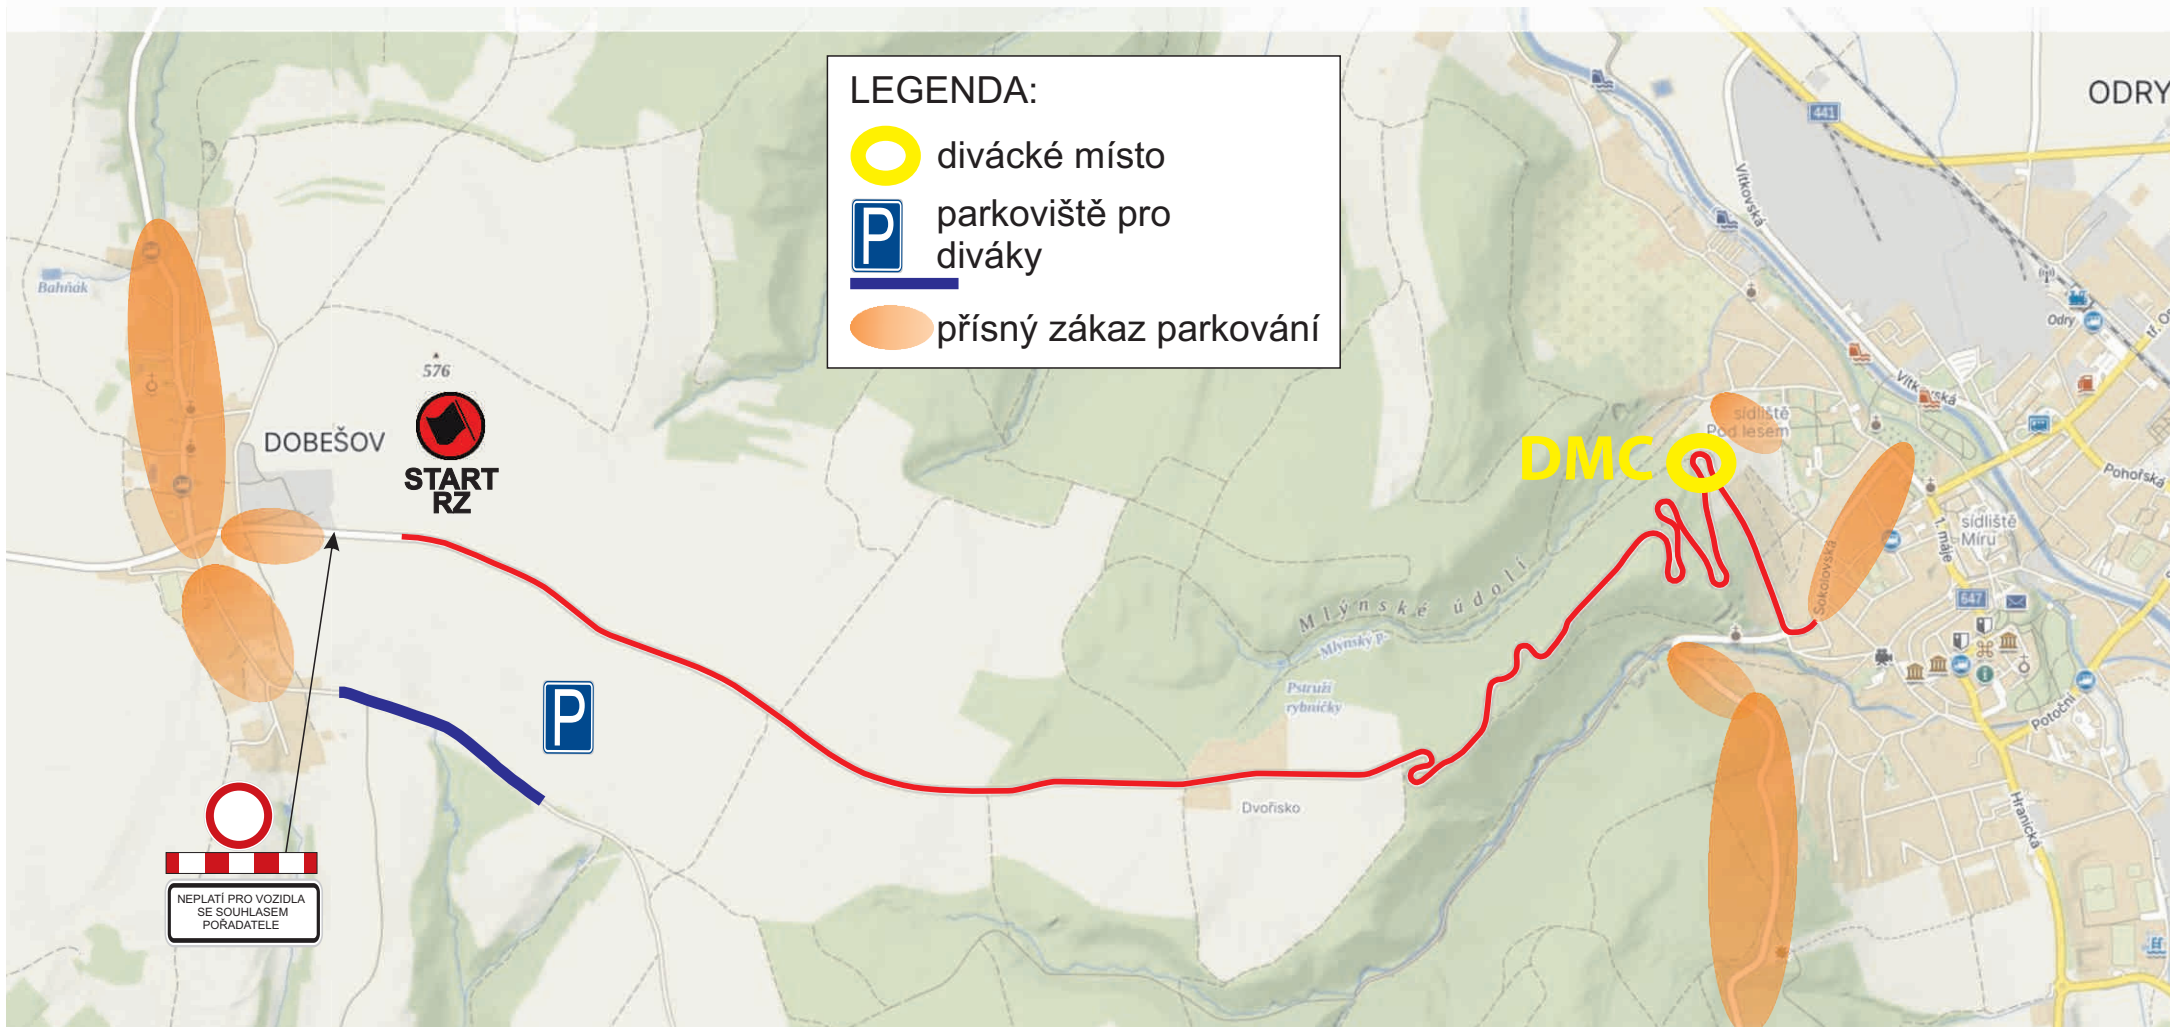 LEGENDA:
divácké místo
P
parkoviště pro
diváky
přísný zákaz parkování
ODRY
441
Vítkovská
Bahňák
576
START
RZ
DOBEŠOV
Odry
Vítkovská
sídliště
Pod lesem
DMC
Pohořská
sídliště
Míru
1. máje
Sokolovská
647
Mlýnské údolí
Mlýnský p.
Pstruží
rybníčky
P
Potoční
Dvořisko
Hranická
NEPLATÍ PRO VOZIDLA
SE SOUHLASEM
POŘADATELE